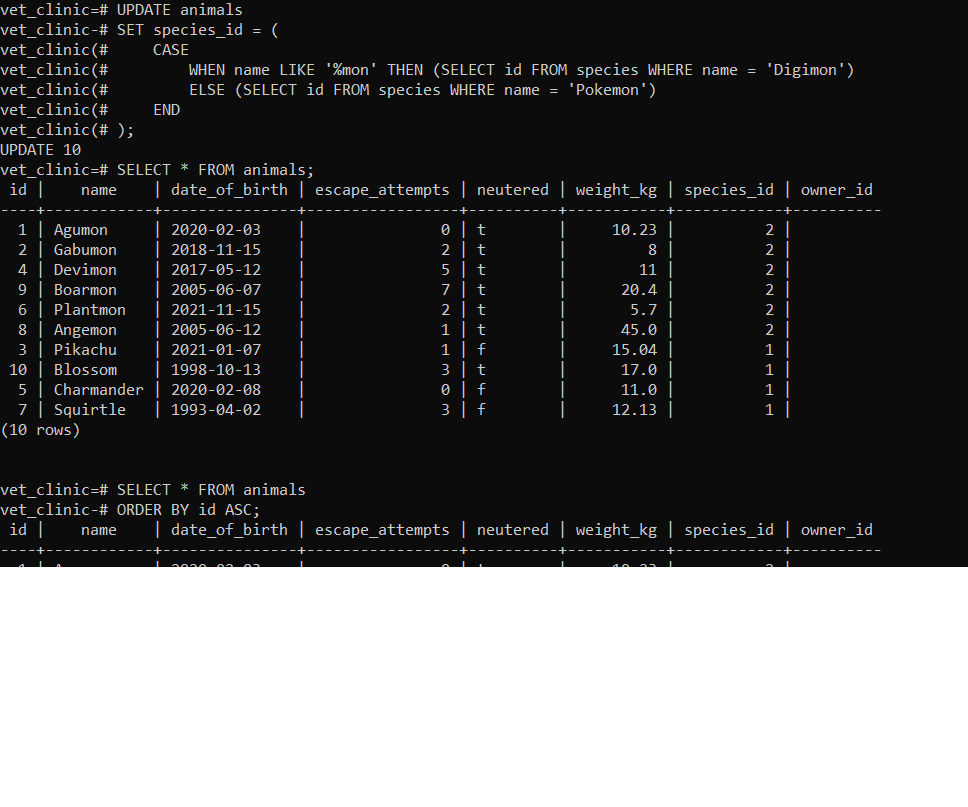 vet_clinic=# UPDATE animals
vet_clinic-# SET species_id = (
vet_clinic(#     CASE
vet_clinic(#         WHEN name LIKE '%mon' THEN (SELECT id FROM species WHERE name = 'Digimon')
vet_clinic(#         ELSE (SELECT id FROM species WHERE name = 'Pokemon')
vet_clinic(#     END
vet_clinic(# );
UPDATE 10
vet_clinic=# SELECT * FROM animals;
 id |    name    | date_of_birth | escape_attempts | neutered | weight_kg | species_id | owner_id
----+------------+---------------+-----------------+----------+-----------+------------+----------
  1 | Agumon     | 2020-02-03    |               0 | t        |     10.23 |          2 |
  2 | Gabumon    | 2018-11-15    |               2 | t        |         8 |          2 |
  4 | Devimon    | 2017-05-12    |               5 | t        |        11 |          2 |
  9 | Boarmon    | 2005-06-07    |               7 | t        |      20.4 |          2 |
  6 | Plantmon   | 2021-11-15    |               2 | t        |       5.7 |          2 |
  8 | Angemon    | 2005-06-12    |               1 | t        |      45.0 |          2 |
  3 | Pikachu    | 2021-01-07    |               1 | f        |     15.04 |          1 |
 10 | Blossom    | 1998-10-13    |               3 | t        |      17.0 |          1 |
  5 | Charmander | 2020-02-08    |               0 | f        |      11.0 |          1 |
  7 | Squirtle   | 1993-04-02    |               3 | f        |     12.13 |          1 |
(10 rows)
vet_clinic=# SELECT * FROM animals
vet_clinic-# ORDER BY id ASC;
 id |    name    | date_of_birth | escape_attempts | neutered | weight_kg | species_id | owner_id
----+------------+---------------+-----------------+----------+-----------+------------+----------